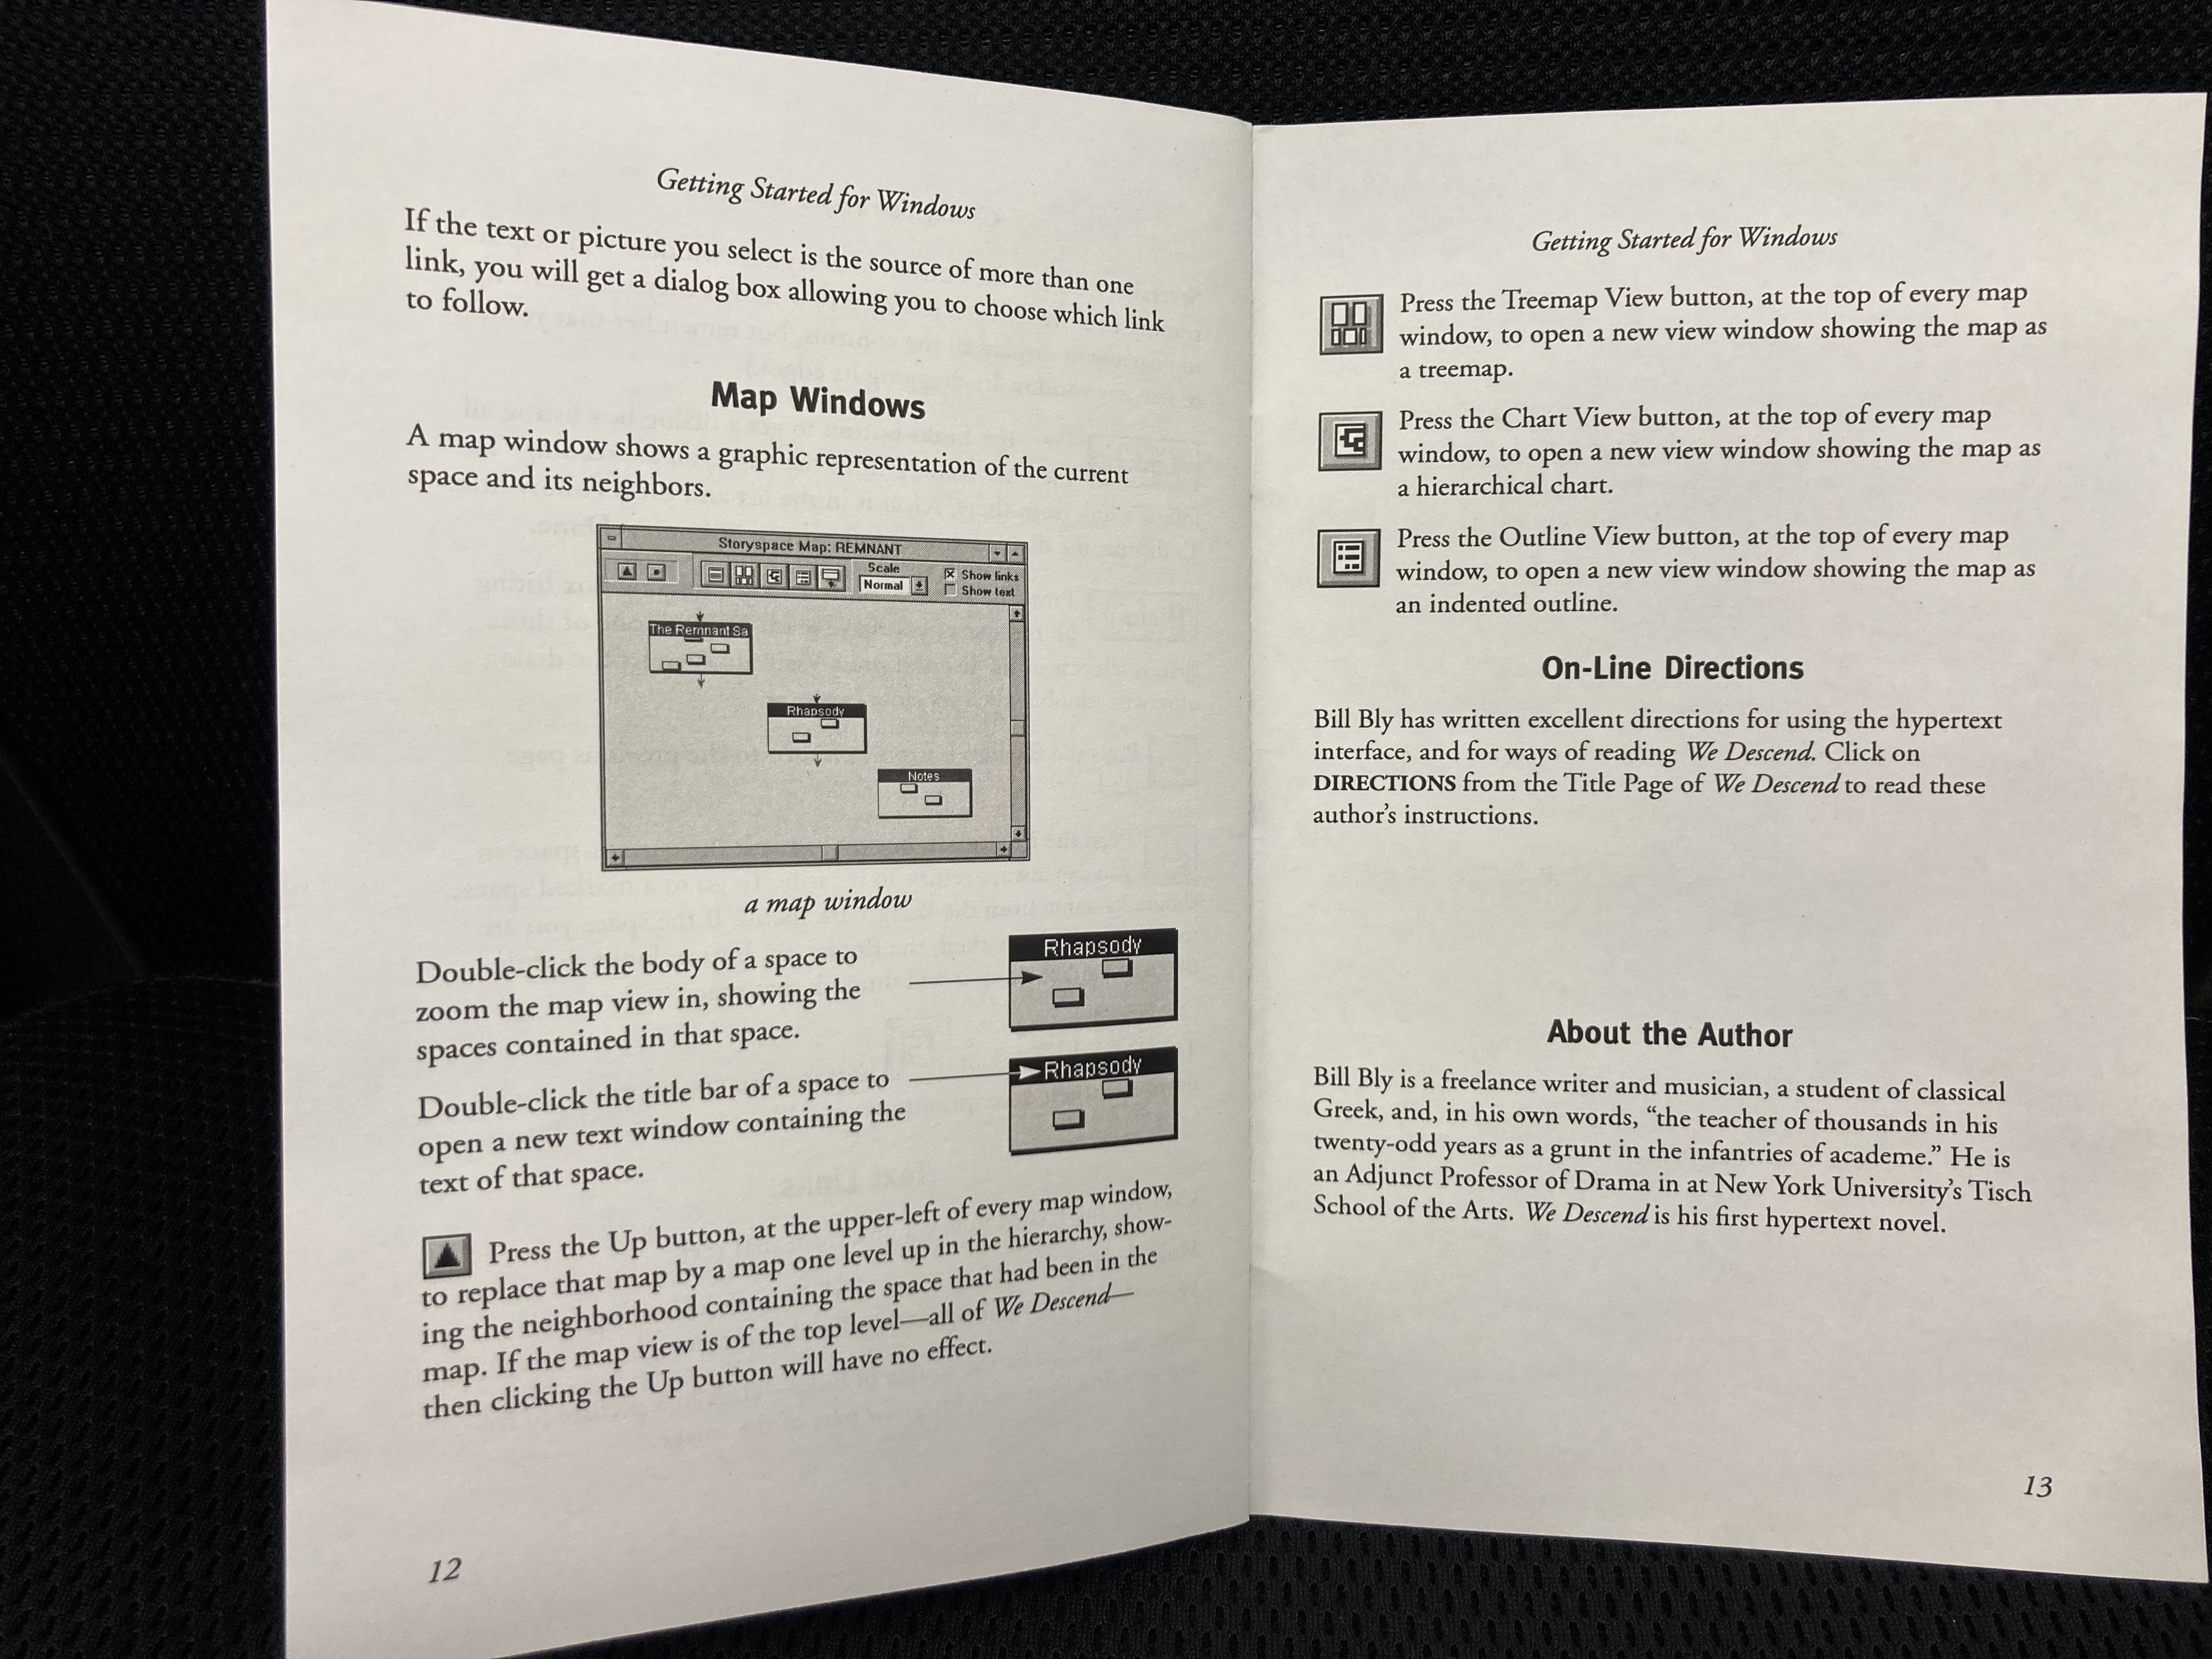 Getting Started for Windows
If the text or picture you select is the source of more than one
link, you will get a dialog box allowing you to choose which link
to follow.
Map Windows
A map window shows a graphic representation of the current
space and its neighbors.
Storyspace Map: REMNANT
Scale
Normal
Show links
Show text
The Remnant Sa
Rhapsody
Notes
a map window
Double-click the body of a space to
zoom the map view in, showing the
spaces contained in that space.
Rhapsody
Double-click the title bar of a space to
open a new text window containing the
text of that space.
Rhapsody
Press the Up button, at the upper-left of every map window,
to replace that map by a map one level up in the hierarchy, show-
ing the neighborhood containing the space that had been in the
map. If the map view is of the top level—all of We Descend—
then clicking the Up button will have no effect.
12
Getting Started for Windows
Press the Treemap View button, at the top of every map
window, to open a new view window showing the map as
a treemap.
Press the Chart View button, at the top of every map
window, to open a new view window showing the map as
a hierarchical chart.
Press the Outline View button, at the top of every map
window, to open a new view window showing the map as
an indented outline.
On-Line Directions
Bill Bly has written excellent directions for using the hypertext
interface, and for ways of reading We Descend. Click on
DIRECTIONS from the Title Page of We Descend to read these
author's instructions.
About the Author
Bill Bly is a freelance writer and musician, a student of classical
Greek, and, in his own words, “the teacher of thousands in his
twenty-odd years as a grunt in the infantries of academe.” He is
an Adjunct Professor of Drama in at New York University's Tisch
School of the Arts. We Descend is his first hypertext novel.
13